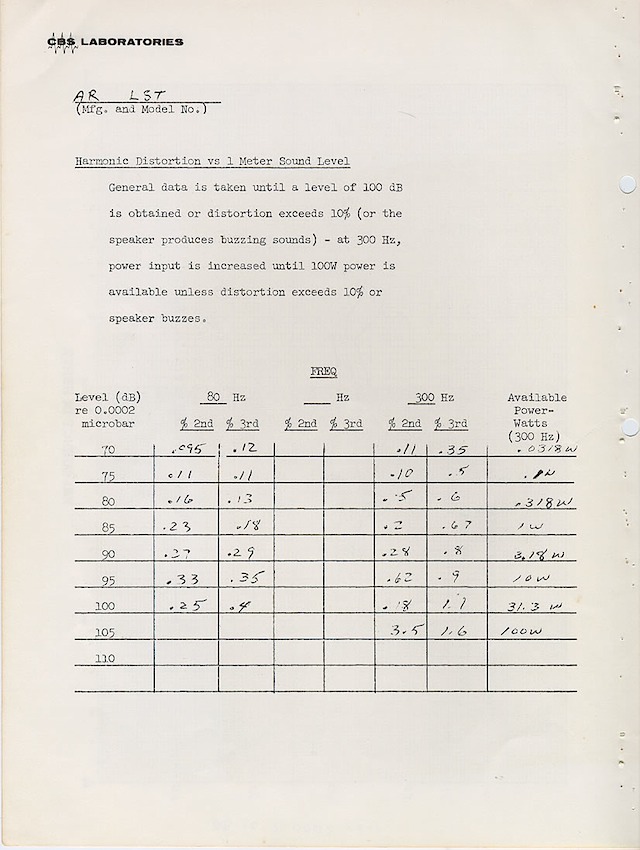 CBS LABORATORIES
AR LST
(Mfg. and Model No.)
Harmonic Distortion vs 1 Meter Sound Level
General data is taken until a level of 100 dB
is obtained or distortion exceeds 10% (or the
speaker produces buzzing sounds) - at 300 Hz,
power input is increased until 100W power is
available unless distortion exceeds 10% or
speaker buzzes.
FREQ
Level (dB) 80 Hz ____ Hz 300 Hz Available
re 0.0002 Power-
microbar % 2nd % 3rd % 2nd % 3rd % 2nd % 3rd Watts
(300 Hz)
70 .095 .12 .11 .35 .0318W
75 .11 .11 .10 .5 .1W
80 .16 .13 .5 .6 .318W
85 .23 .18 .2 .67 1W
90 .27 .29 .28 .8 3.18W
95 .33 .35 .62 .9 10W
100 .25 .4 .18 1.7 31.3 W
105 3.5 1.6 100W
110